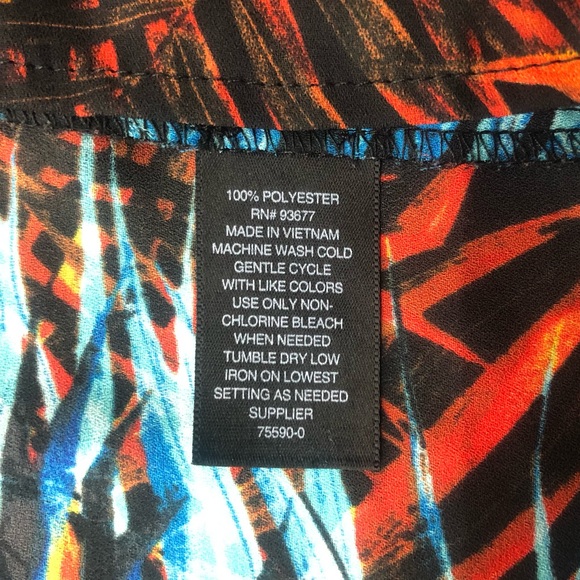 100% POLYESTER
RN# 93677
MADE IN VIETNAM
MACHINE WASH COLD
GENTLE CYCLE
WITH LIKE COLORS
USE ONLY NON-
CHLORINE BLEACH
WHEN NEEDED
TUMBLE DRY LOW
IRON ON LOWEST
SETTING AS NEEDED
SUPPLIER
75590-0